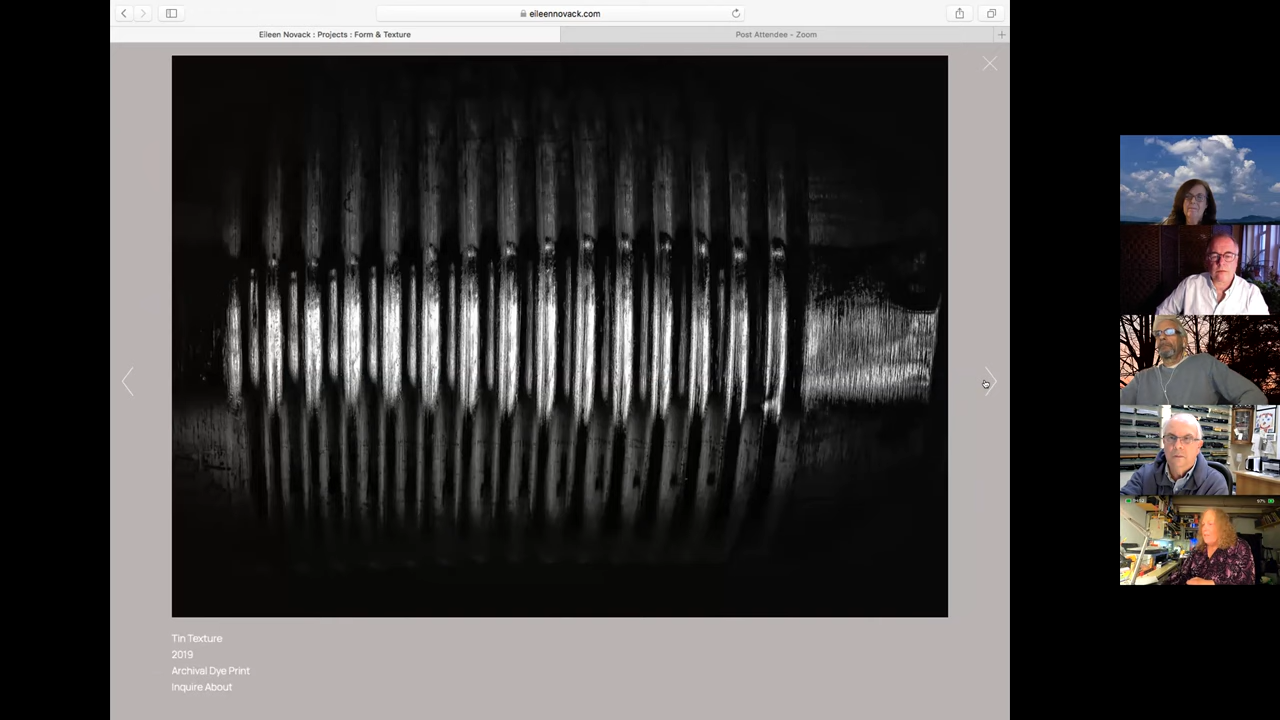 eileennovack.com
Eileen Novack : Projects : Form & Texture
Post Attendee - Zoom
Tin Texture
2019
Archival Dye Print
Inquire About